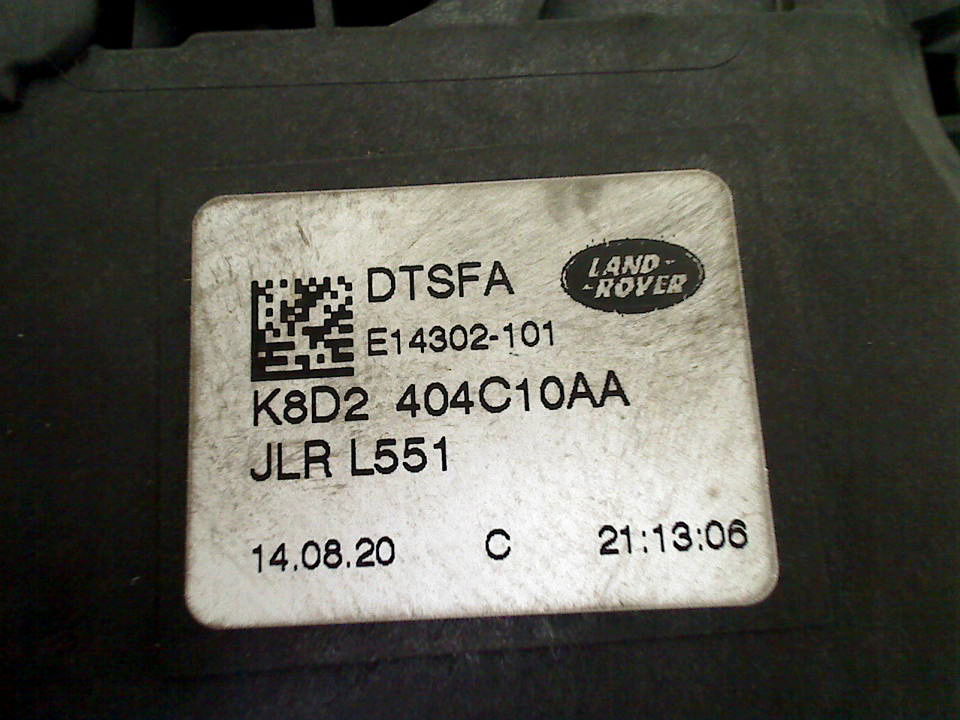 DTSFA
LAND-
-ROVER
E14302-101
K8D2 404C10AA
JLR L551
14.08.20 C 21:13:06